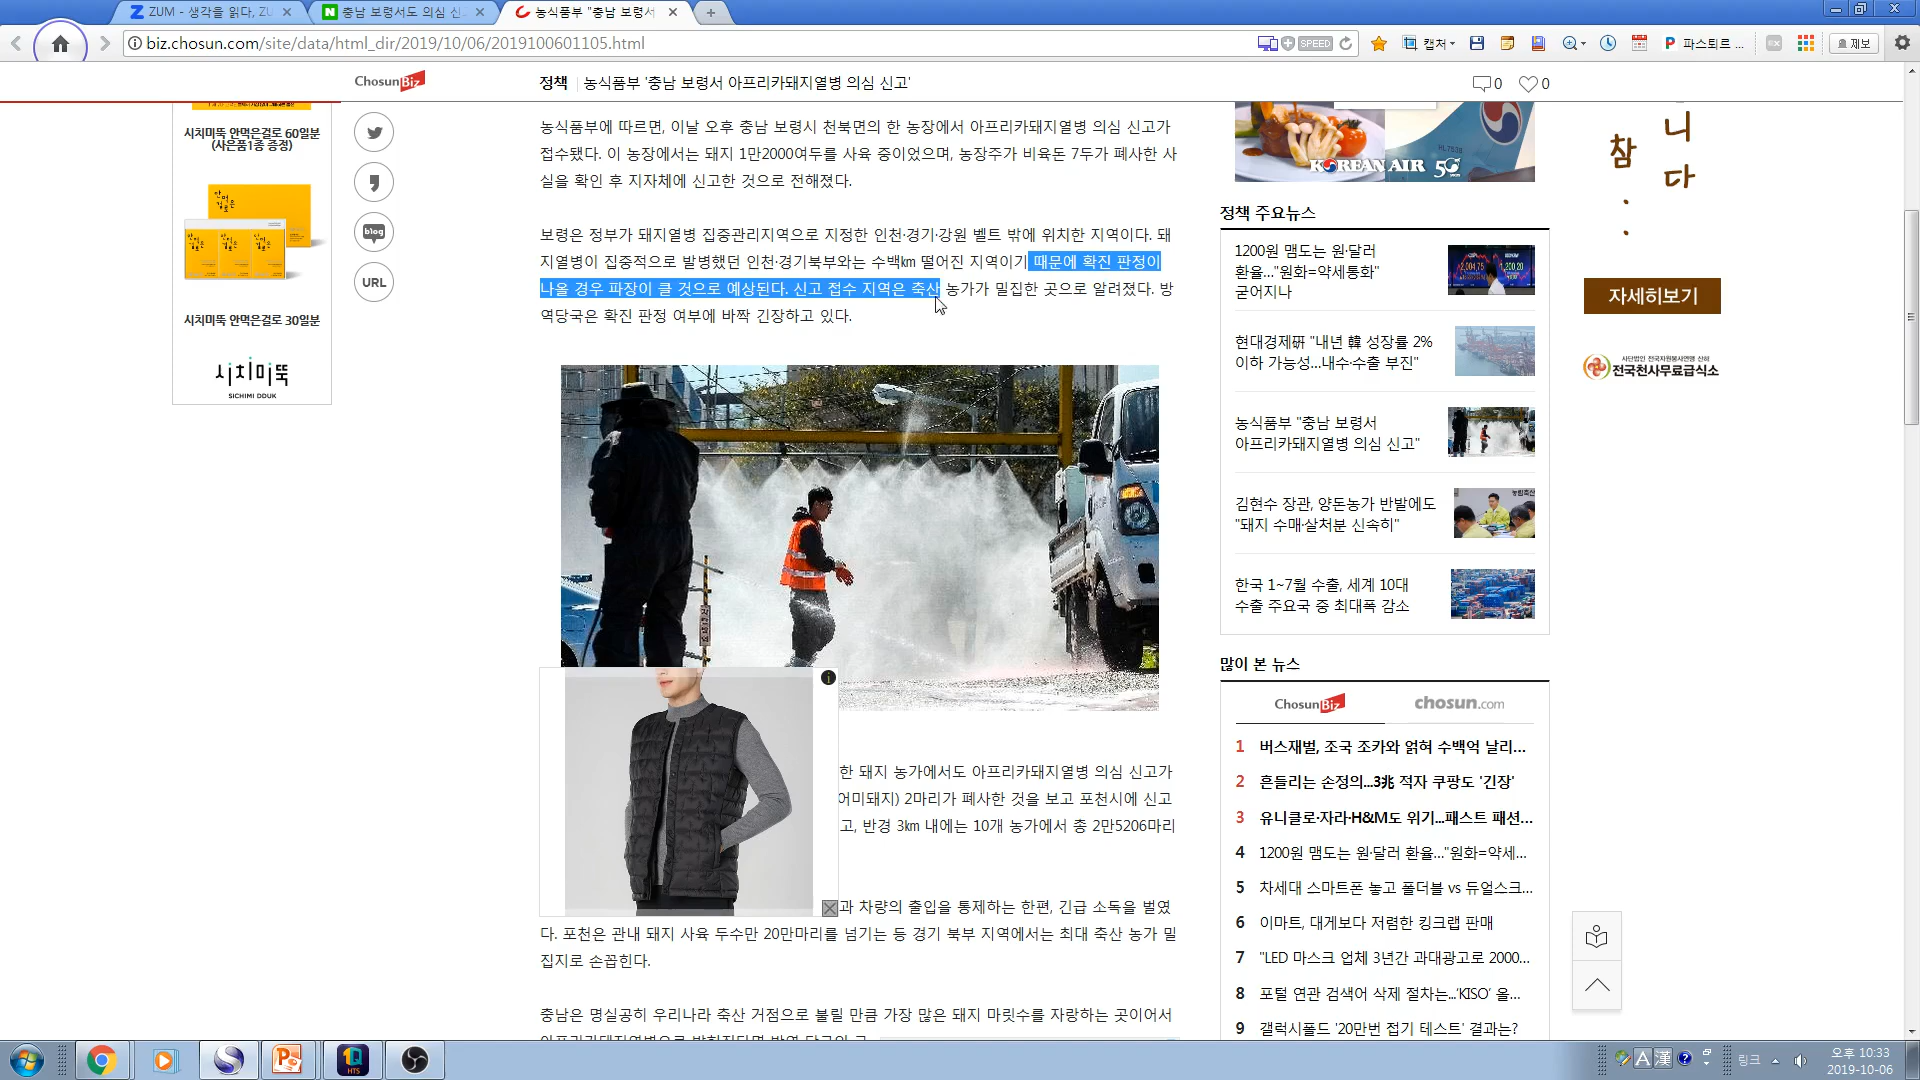 ZUM - 생각을 읽다, ZU
충남 보령서도 의심 신
농식품부 "충남 보령서
biz.chosun.com/site/data/html_dir/2019/10/06/2019100601105.html
SPEED
캡처
파스퇴르 ...
제보
ChosunBiz
정책
농식품부 '충남 보령서 아프리카돼지열병 의심 신고'
0
0
시치미뚝 안먹은걸로 60일분
(사은품1종 증정)
안
먹은
걸로
시치미뚝 안먹은걸로 30일분
시치미뚝
SICHIMI DDUK
blog
URL
농식품부에 따르면, 이날 오후 충남 보령시 천북면의 한 농장에서 아프리카돼지열병 의심 신고가
접수됐다. 이 농장에서는 돼지 1만2000여두를 사육 중이었으며, 농장주가 비육돈 7두가 폐사한 사
실을 확인 후 지자체에 신고한 것으로 전해졌다.
보령은 정부가 돼지열병 집중관리지역으로 지정한 인천·경기·강원 벨트 밖에 위치한 지역이다. 돼
지열병이 집중적으로 발병했던 인천·경기북부와는 수백㎞ 떨어진 지역이기 때문에 확진 판정이
나올 경우 파장이 클 것으로 예상된다. 신고 접수 지역은 축산 농가가 밀집한 곳으로 알려졌다. 방
역당국은 확진 판정 여부에 바짝 긴장하고 있다.
한 돼지 농가에서도 아프리카돼지열병 의심 신고가
어미돼지) 2마리가 폐사한 것을 보고 포천시에 신고
고, 반경 3㎞ 내에는 10개 농가에서 총 2만5206마리
과 차량의 출입을 통제하는 한편, 긴급 소독을 벌였
다. 포천은 관내 돼지 사육 두수만 20만마리를 넘기는 등 경기 북부 지역에서는 최대 축산 농가 밀
집지로 손꼽힌다.
충남은 명실공히 우리나라 축산 거점으로 불릴 만큼 가장 많은 돼지 마릿수를 자랑하는 곳이어서
HL7538
KOREAN AIR 50
정책 주요뉴스
1200원 맴도는 원·달러
환율..."원화=약세통화"
굳어지나
2,004.75
1,200.20
현대경제硏 "내년 韓 성장률 2%
이하 가능성...내수·수출 부진"
농식품부 "충남 보령서
아프리카돼지열병 의심 신고"
김현수 장관, 양돈농가 반발에도
"돼지 수매·살처분 신속히"
한국 1~7월 수출, 세계 10대
수출 주요국 중 최대폭 감소
많이 본 뉴스
ChosunBiz
chosun.com
1 버스재벌, 조국 조카와 얽혀 수백억 날리...
2 흔들리는 손정의...3兆 적자 쿠팡도 '긴장'
3 유니클로·자라·H&M도 위기...패스트 패션...
4 1200원 맴도는 원·달러 환율..."원화=약세...
5 차세대 스마트폰 놓고 폴더블 vs 듀얼스크...
6 이마트, 대게보다 저렴한 킹크랩 판매
7 "LED 마스크 업체 3년간 과대광고로 2000...
8 포털 연관 검색어 삭제 절차는...'KISO' 올...
9 갤럭시폴드 '20만번 접기 테스트' 결과는?
니다
참..
자세히보기
사단법인 전국자원봉사연맹 산하
전국천사무료급식소
HTS
A
漢
링크
오후 10:33
2019-10-06